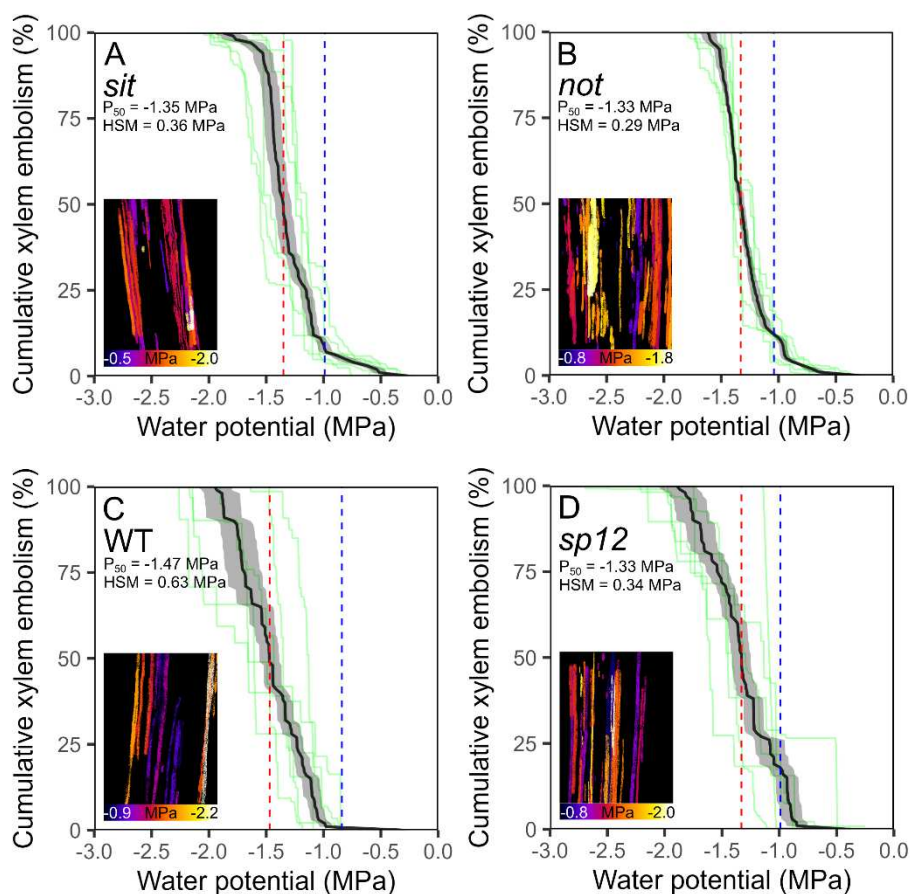 Cumulative xylem embolism (%)
100
75
50
25
0
A
sit
P50 = -1.35 MPa
HSM = 0.36 MPa
-0.5 MPa -2.0
-3.0 -2.5 -2.0 -1.5 -1.0 -0.5 0.0
Water potential (MPa)
Cumulative xylem embolism (%)
100
75
50
25
0
B
not
P50 = -1.33 MPa
HSM = 0.29 MPa
-0.8 MPa -1.8
-3.0 -2.5 -2.0 -1.5 -1.0 -0.5 0.0
Water potential (MPa)
Cumulative xylem embolism (%)
100
75
50
25
0
C
WT
P50 = -1.47 MPa
HSM = 0.63 MPa
-0.9 MPa -2.2
-3.0 -2.5 -2.0 -1.5 -1.0 -0.5 0.0
Water potential (MPa)
Cumulative xylem embolism (%)
100
75
50
25
0
D
sp12
P50 = -1.33 MPa
HSM = 0.34 MPa
-0.8 MPa -2.0
-3.0 -2.5 -2.0 -1.5 -1.0 -0.5 0.0
Water potential (MPa)